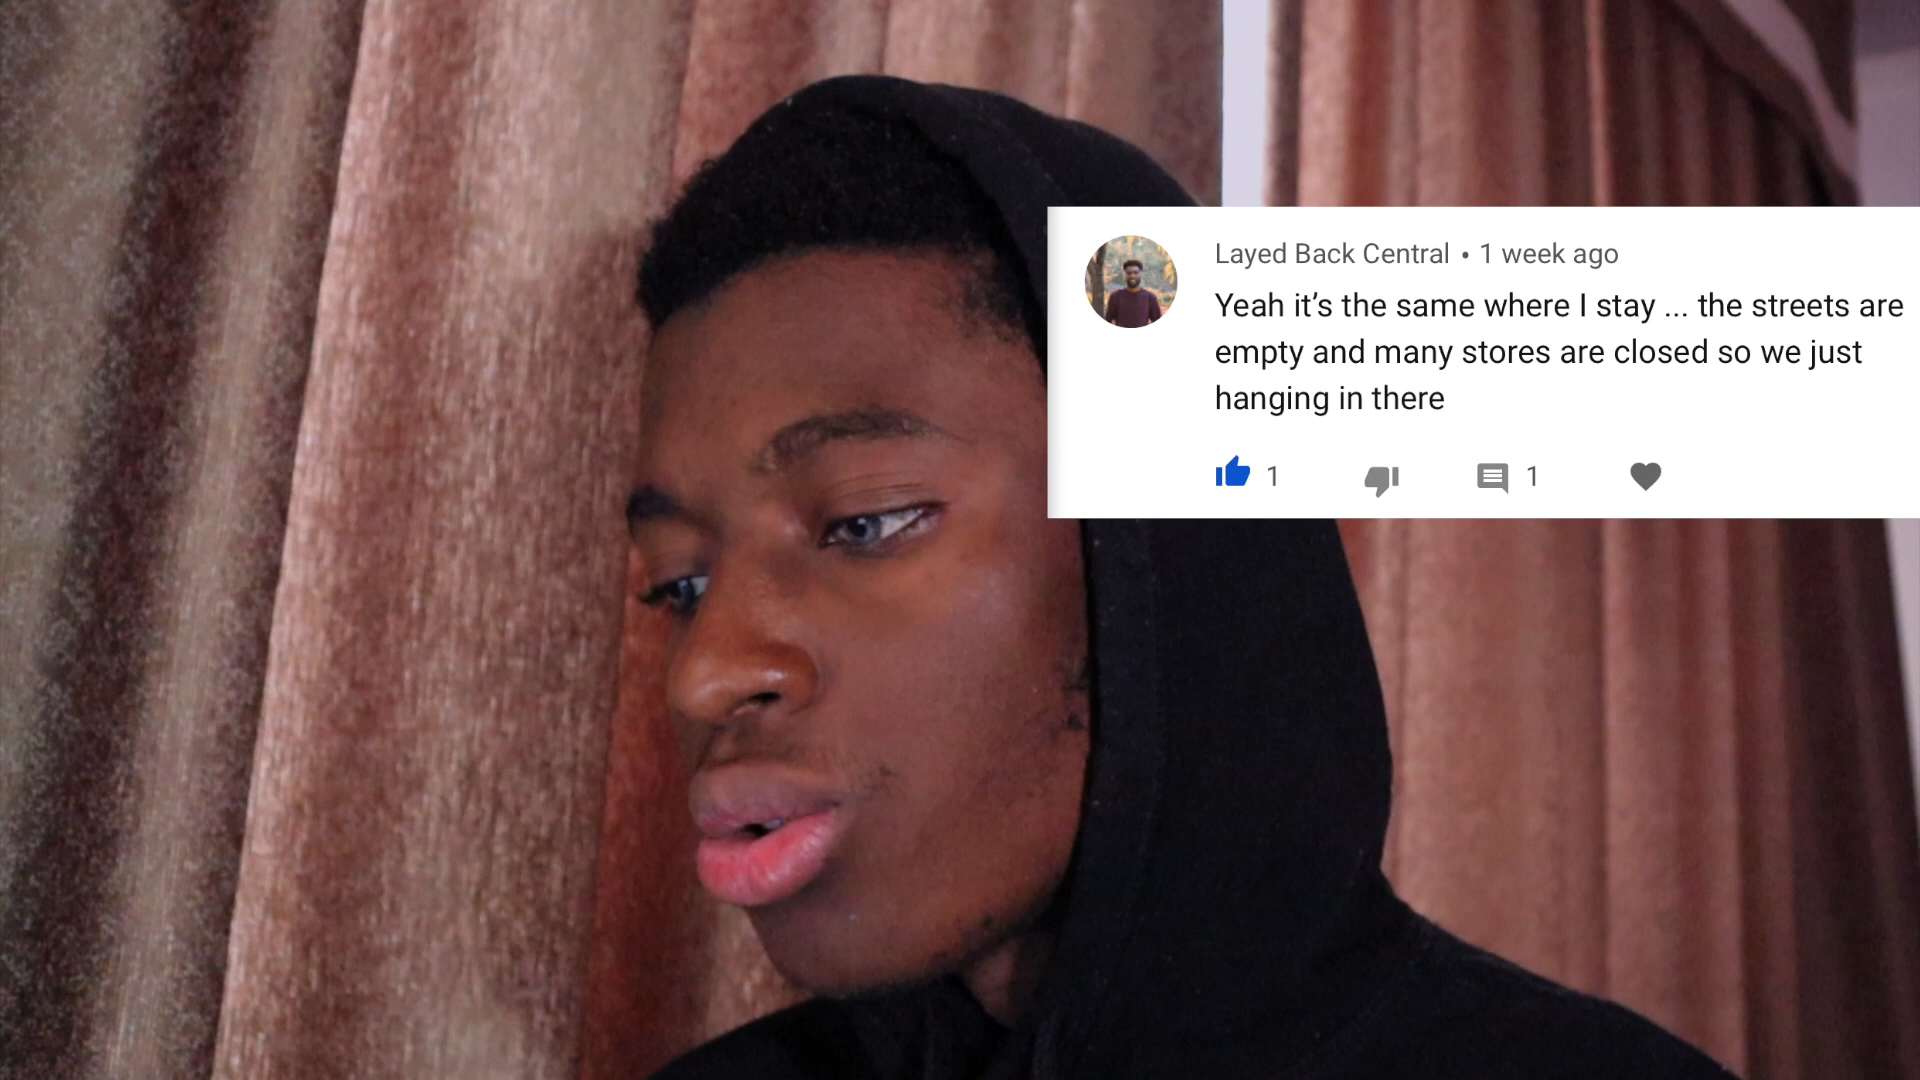 Layed Back Central • 1 week ago
Yeah it’s the same where I stay ... the streets are
empty and many stores are closed so we just
hanging in there
1
1